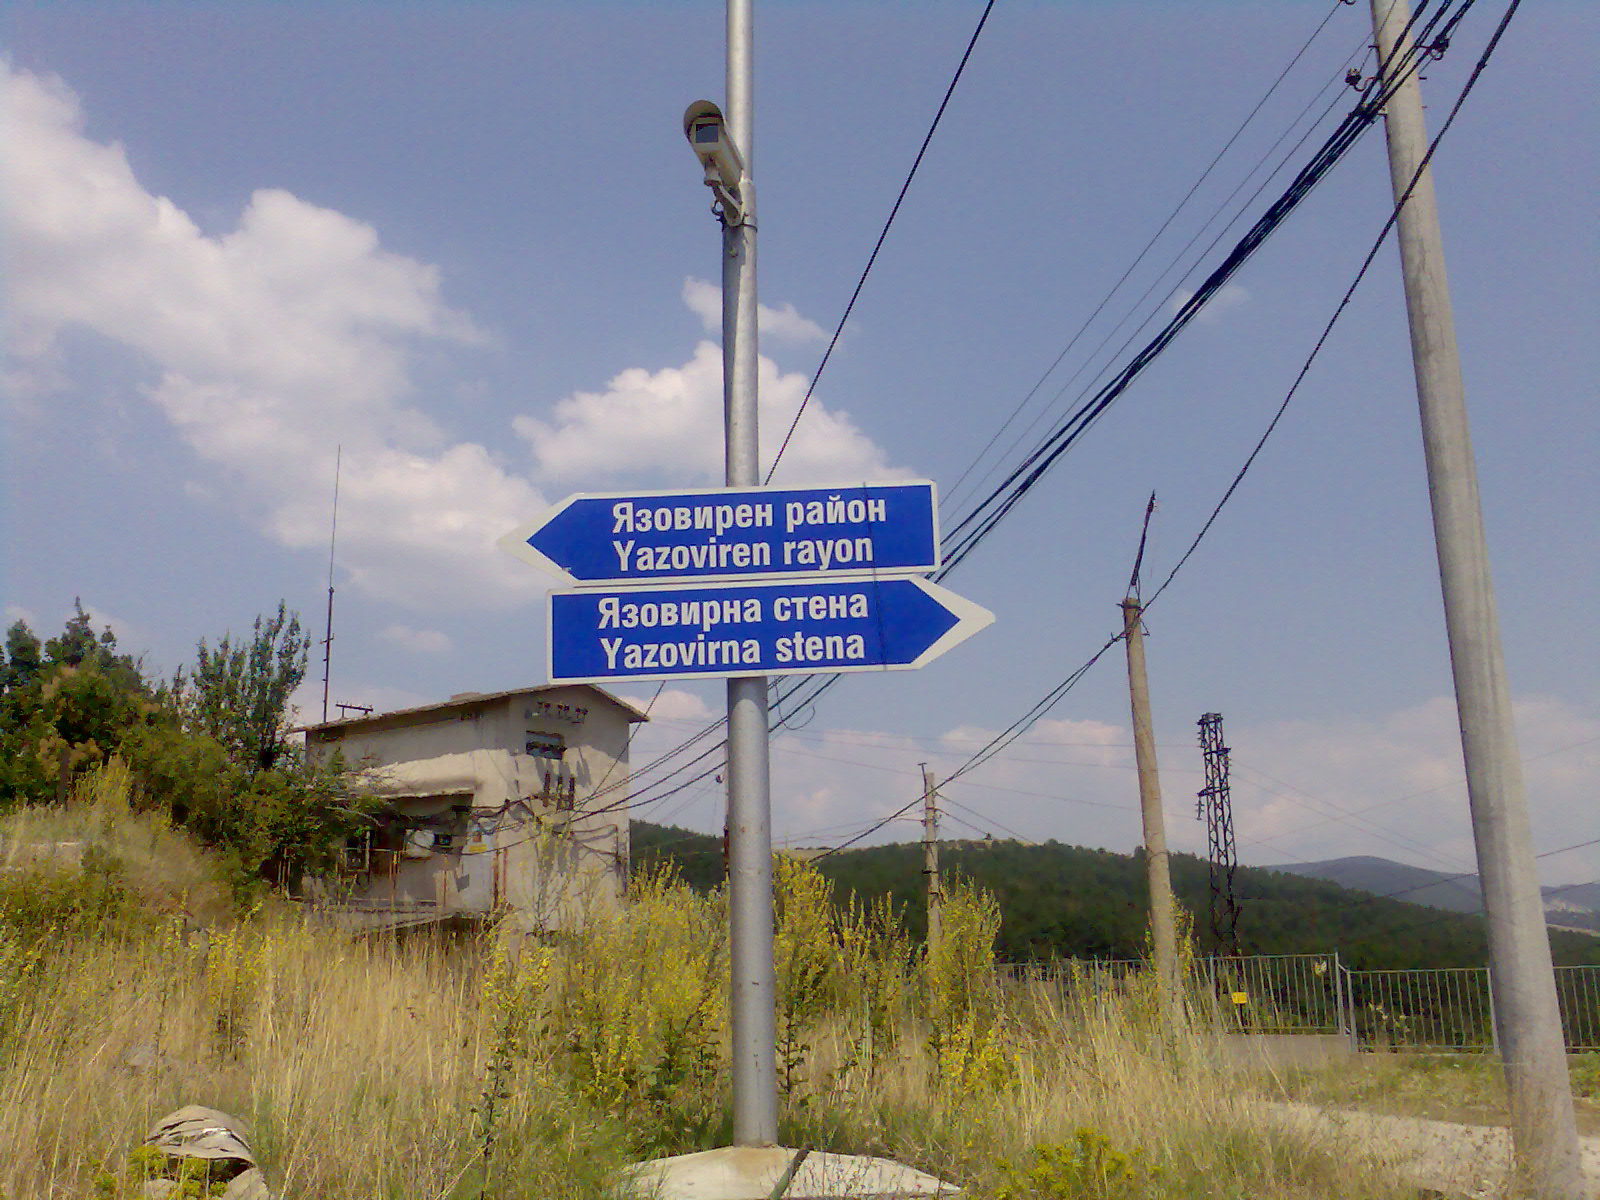 Язовирен район
Yazoviren rayon
Язовирна стена
Yazovirna stena